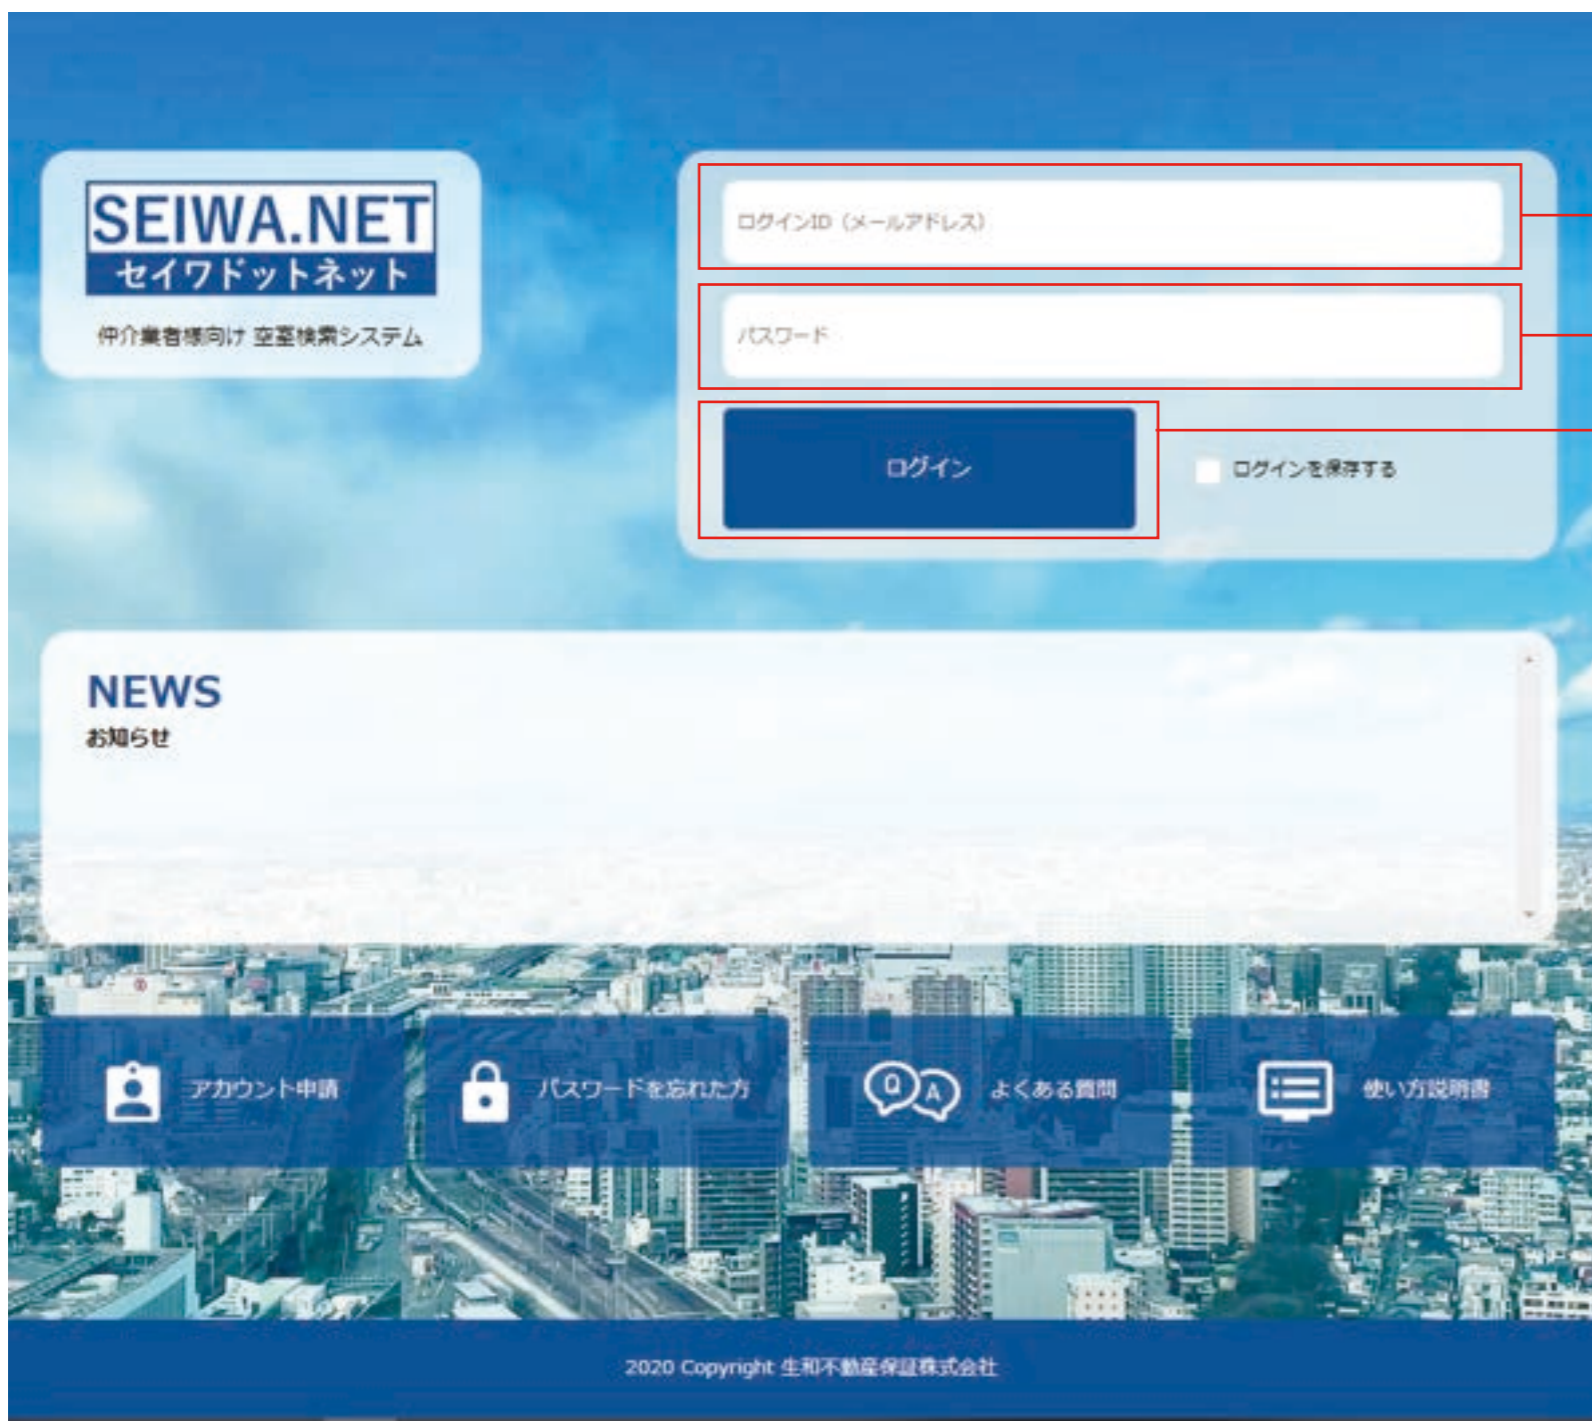 SEIWA.NET
セイワドットネット
仲介業者様向け 空室検索システム
ログインID（メールアドレス）
パスワード
ログイン
ログインを保存する
NEWS
お知らせ
アカウント申請
パスワードを忘れた方
Q A
よくある質問
使い方説明書
2020 Copyright 生和不動産保証株式会社